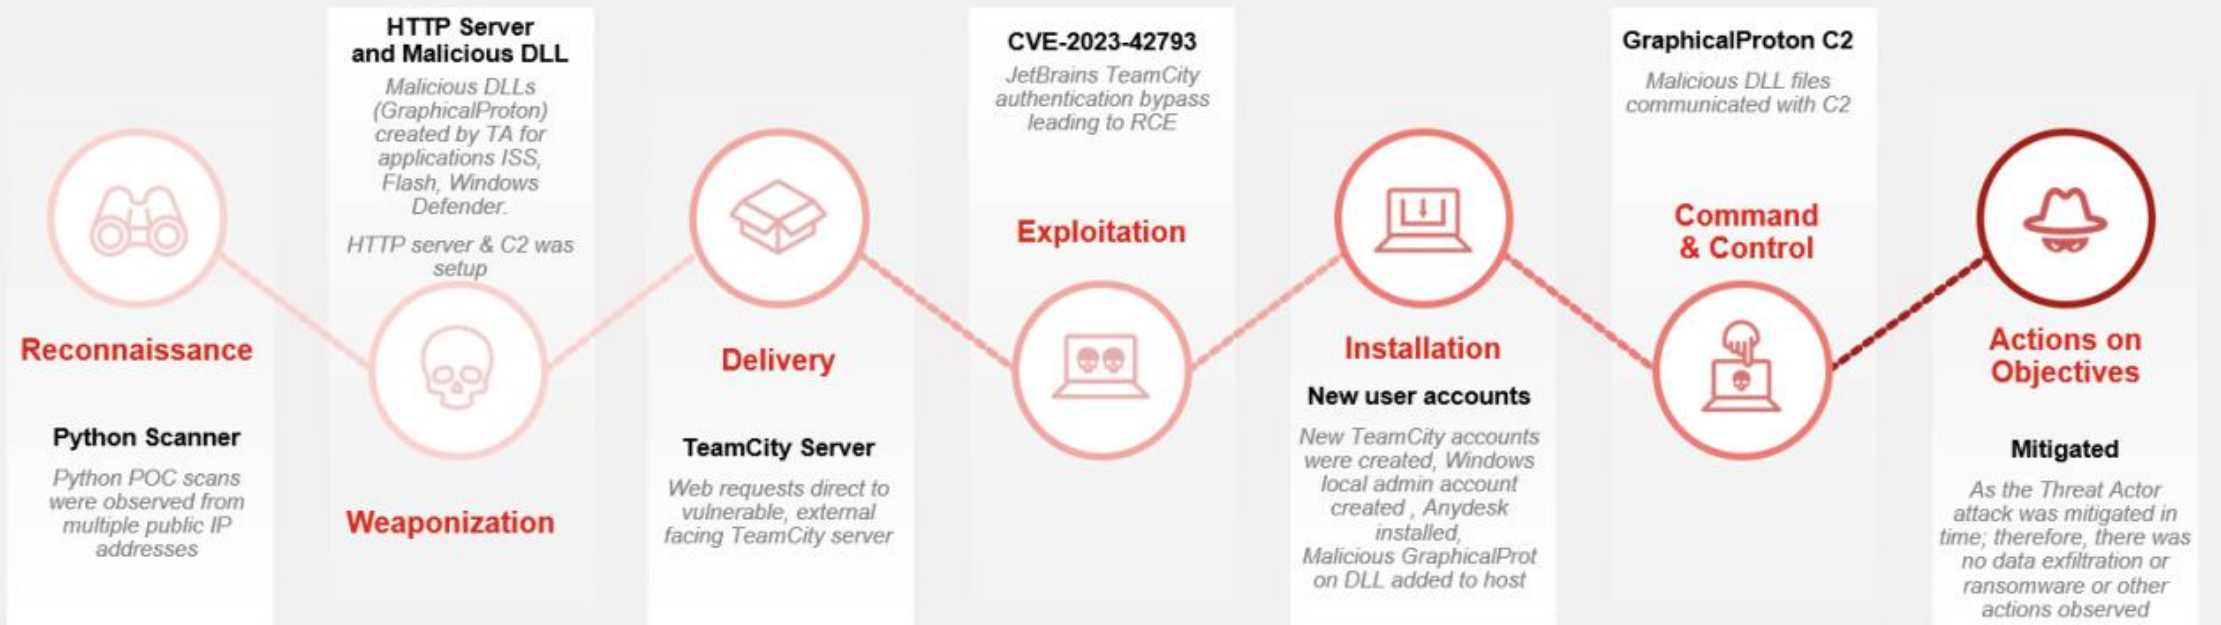 Reconnaissance
Python Scanner
Python POC scans
were observed from
multiple public IP
addresses
HTTP Server
and Malicious DLL
Malicious DLLs
(GraphicalProton)
created by TA for
applications ISS,
Flash, Windows
Defender.
HTTP server & C2 was
setup
Weaponization
Delivery
TeamCity Server
Web requests direct to
vulnerable, external
facing TeamCity server
CVE-2023-42793
JetBrains TeamCity
authentication bypass
leading to RCE
Exploitation
Installation
New user accounts
New TeamCity accounts
were created, Windows
local admin account
created , Anydesk
installed,
Malicious GraphicalProt
on DLL added to host
GraphicalProton C2
Malicious DLL files
communicated with C2
Command
& Control
Actions on
Objectives
Mitigated
As the Threat Actor
attack was mitigated in
time; therefore, there was
no data exfiltration or
ransomware or other
actions observed